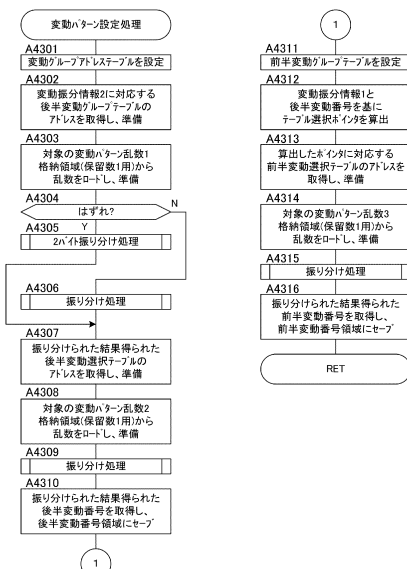 変動パターン設定処理
A4301
変動グループアドレステーブルを設定
A4302
変動振分情報2に対応する
後半変動グループテーブルの
アドレスを取得し、準備
A4303
対象の変動パターン乱数1
格納領域(保留数1用)から
乱数をロードし、準備
A4304
はずれ?
N
Y
A4305
2バイト振り分け処理
A4306
振り分け処理
A4307
振り分けられた結果得られた
後半変動選択テーブルの
アドレスを取得し、準備
A4308
対象の変動パターン乱数2
格納領域(保留数1用)から
乱数をロードし、準備
A4309
振り分け処理
A4310
振り分けられた結果得られた
後半変動番号を取得し、
後半変動番号領域にセーブ
1
1
A4311
前半変動グループテーブルを設定
A4312
変動振分情報1と
後半変動番号を基に
テーブル選択ポインタを算出
A4313
算出したポインタに対応する
前半変動選択テーブルのアドレスを
取得し、準備
A4314
対象の変動パターン乱数3
格納領域(保留数1用)から
乱数をロードし、準備
A4315
振り分け処理
A4316
振り分けられた結果得られた
前半変動番号を取得し、
前半変動番号領域にセーブ
RET